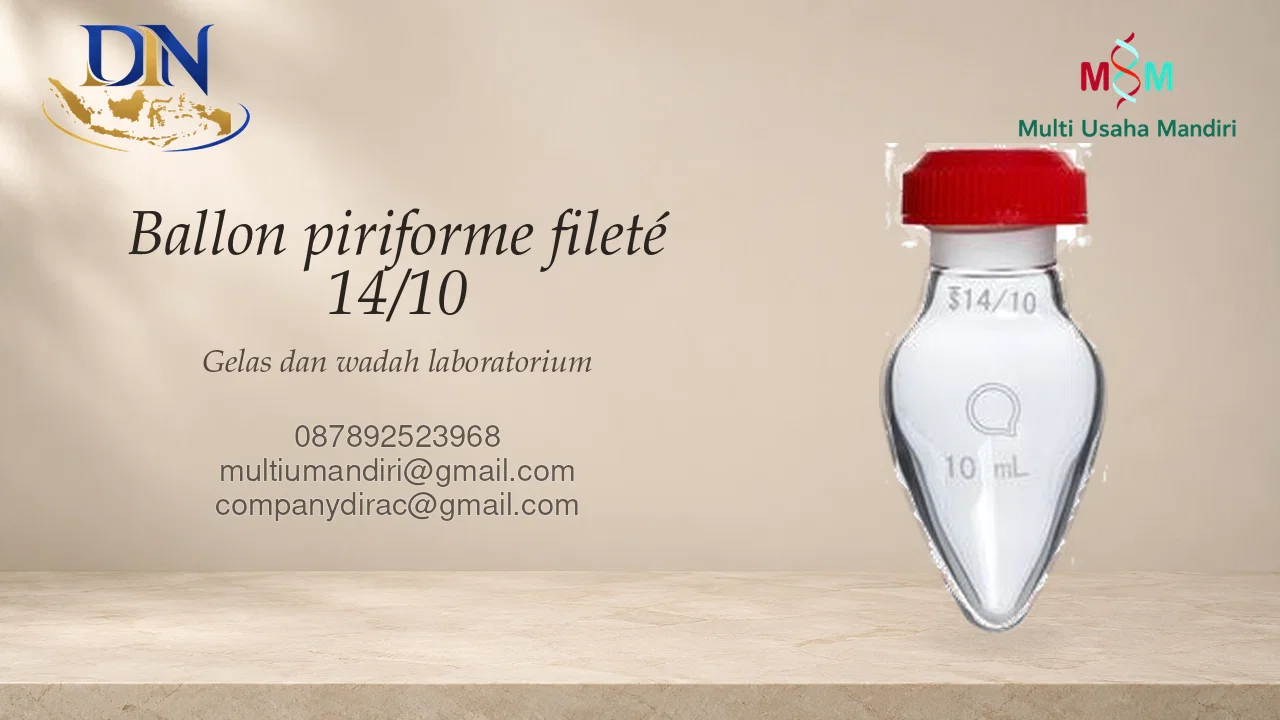 DIN
MSM
Multi Usaha Mandiri
Ballon piriforme fileté
14/10
Gelas dan wadah laboratorium
087892523968
multiumandiri@gmail.com
companydirac@gmail.com
14/10
10 mL